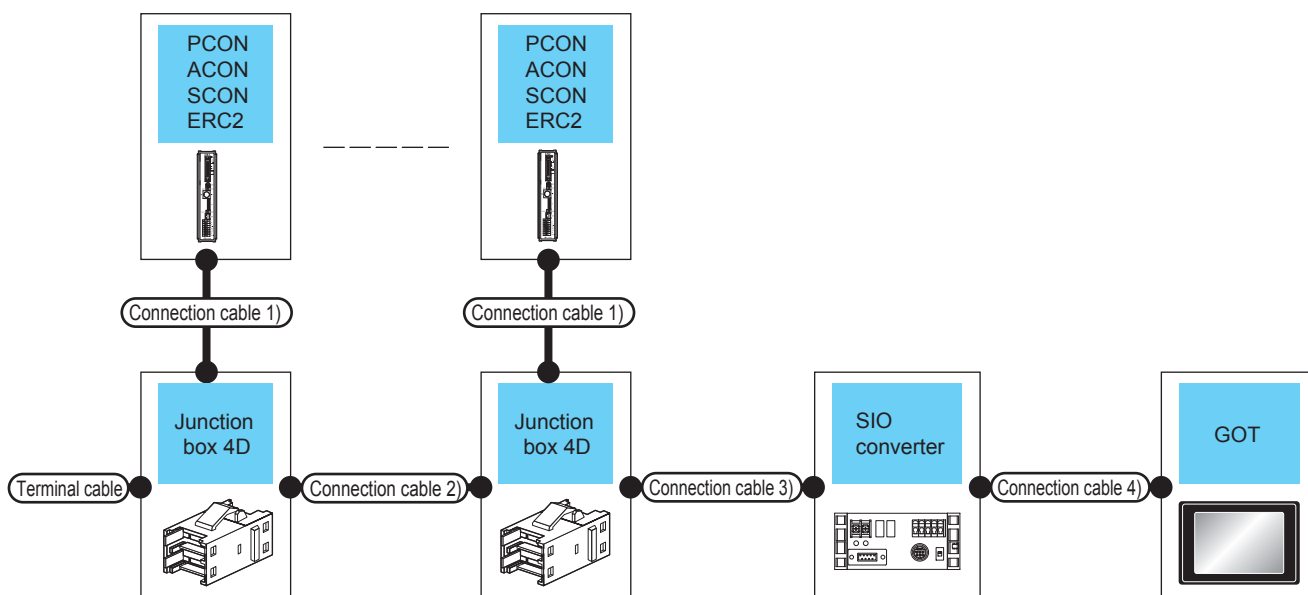 PCON
ACON
SCON
ERC2
PCON
ACON
SCON
ERC2
Connection cable 1)
Connection cable 1)
Junction
box 4D
Junction
box 4D
SIO
converter
GOT
Terminal cable
Connection cable 2)
Connection cable 3)
Connection cable 4)